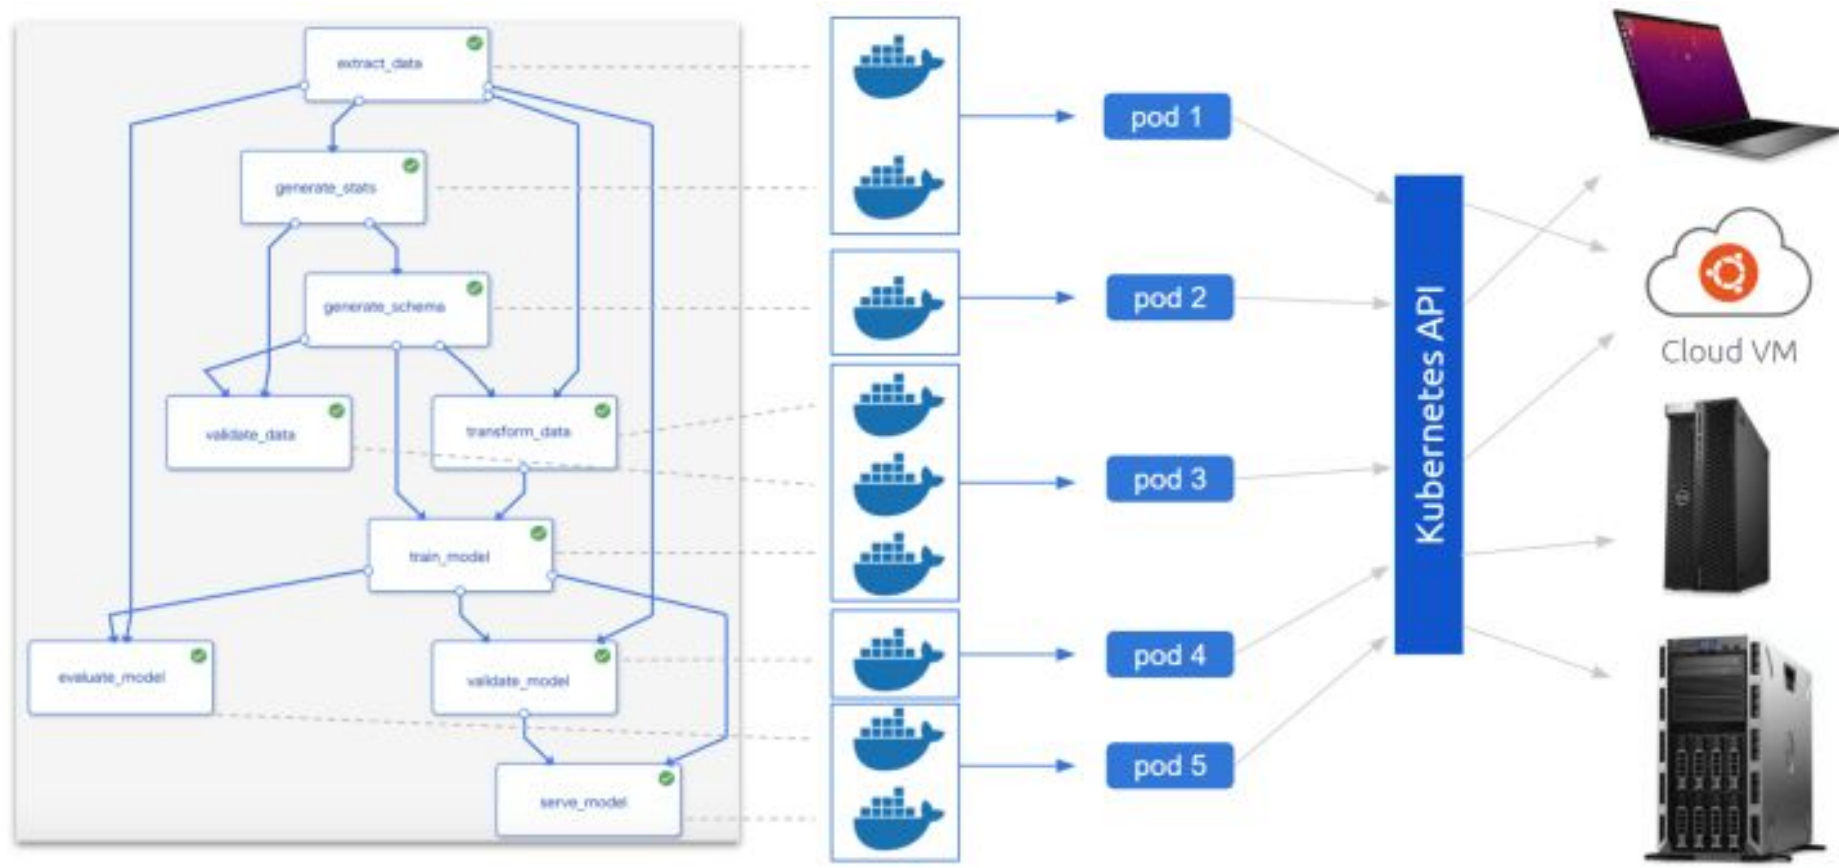 extract_data
generate_stats
generate_schema
validate_data
transform_data
train_model
evaluate_model
validate_model
serve_model
pod 1
pod 2
pod 3
pod 4
pod 5
Kubernetes API
Cloud VM